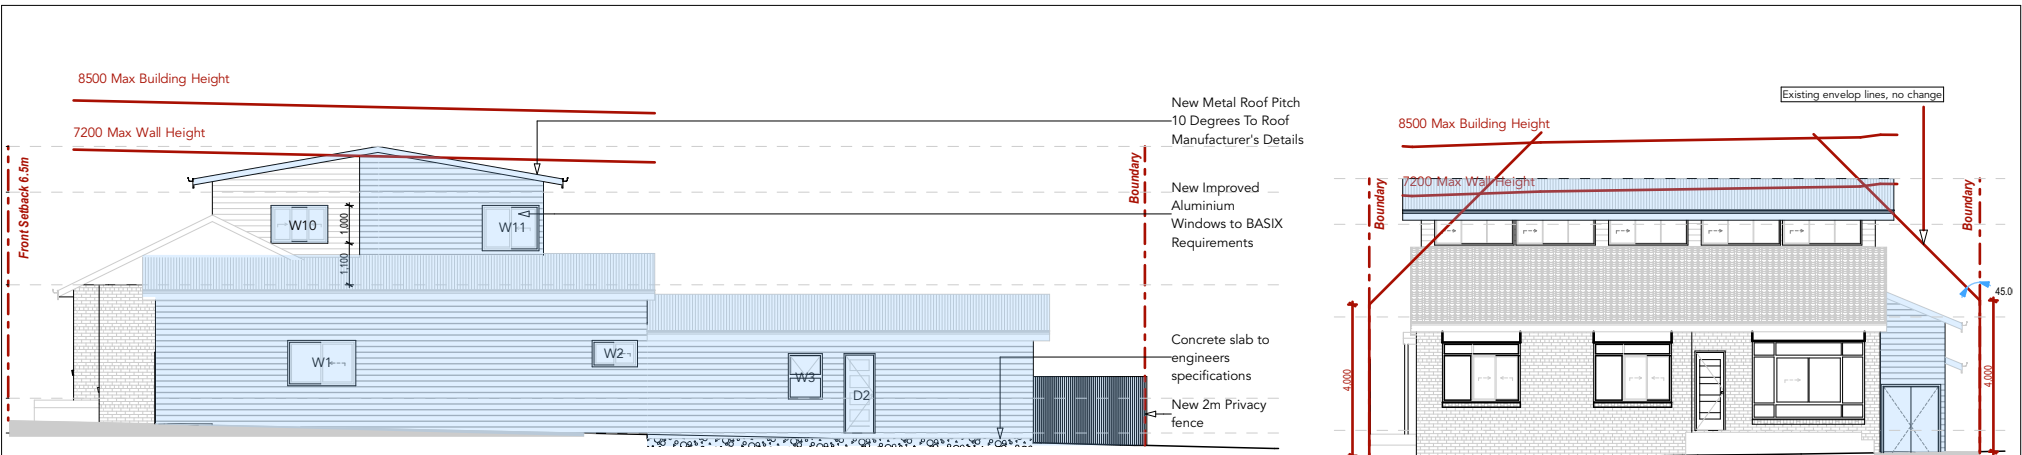 8500 Max Building Height
7200 Max Wall Height
Front Setback 6.5m
W10
1,000
W11
1,100
W1
W2
W3
D2
Boundary
New Metal Roof Pitch
10 Degrees To Roof
Manufacturer's Details
New Improved
Aluminium
Windows to BASIX
Requirements
Concrete slab to
engineers
specifications
New 2m Privacy
fence
Existing envelop lines, no change
8500 Max Building Height
7200 Max Wall Height
Boundary
Boundary
45.0
4,000
4,000